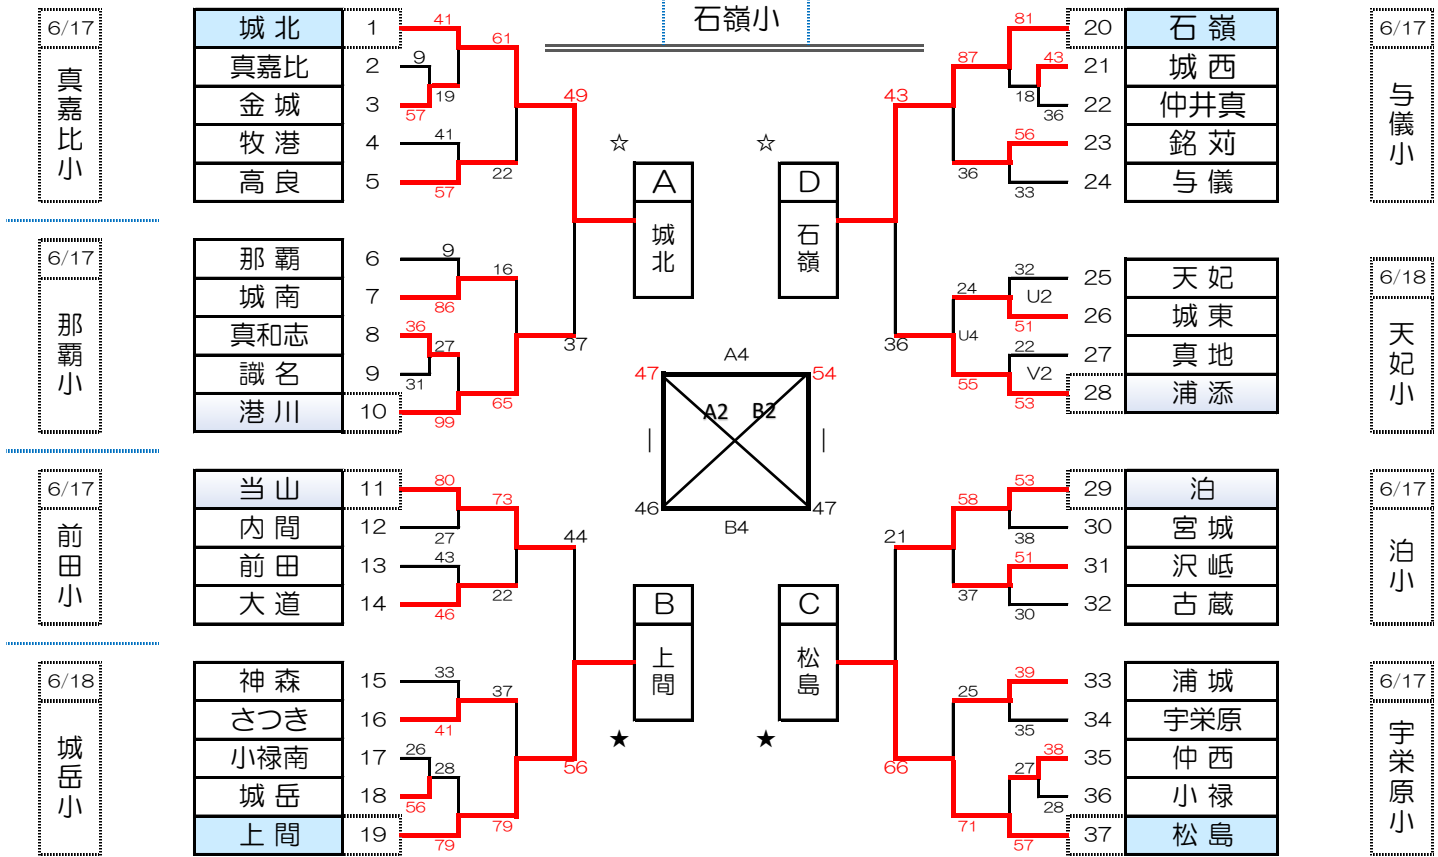 石嶺小
6/17
真嘉比小
城 北 1 41
真嘉比 2 9
金 城 3 57
牧 港 4 41
高 良 5 57
19
61
22
49
6/17
那覇小
那 覇 6 9
城 南 7 86
真和志 8 36
識 名 9 31
港 川 10 99
27
16
65
37
6/17
前田小
当 山 11 80
内 間 12 27
前 田 13 43
大 道 14 46
73
22
44
6/18
城岳小
神 森 15 33
さつき 16 41
小禄南 17 26
城 岳 18 56
上 間 19 79
28
37
79
56
☆ ☆
A
城北
D
石嶺
A4
47 54
A2 B2
46 47
B4
B
上間
C
松島
★ ★
81 20 石 嶺
43 21 城 西
36 22 仲井真
56 23 銘 苅
33 24 与 儀
18
87
36
43
6/17
与儀小
32 25 天 妃
U2
51 26 城 東
22 27 真 地
V2
53 28 浦 添
24
U4
55
36
6/18
天妃小
53 29 泊
38 30 宮 城
51 31 沢 岻
30 32 古 蔵
58
37
21
6/17
泊小
39 33 浦 城
35 34 宇栄原
38 35 仲 西
28 36 小 禄
57 37 松 島
27
25
71
66
6/17
宇栄原小